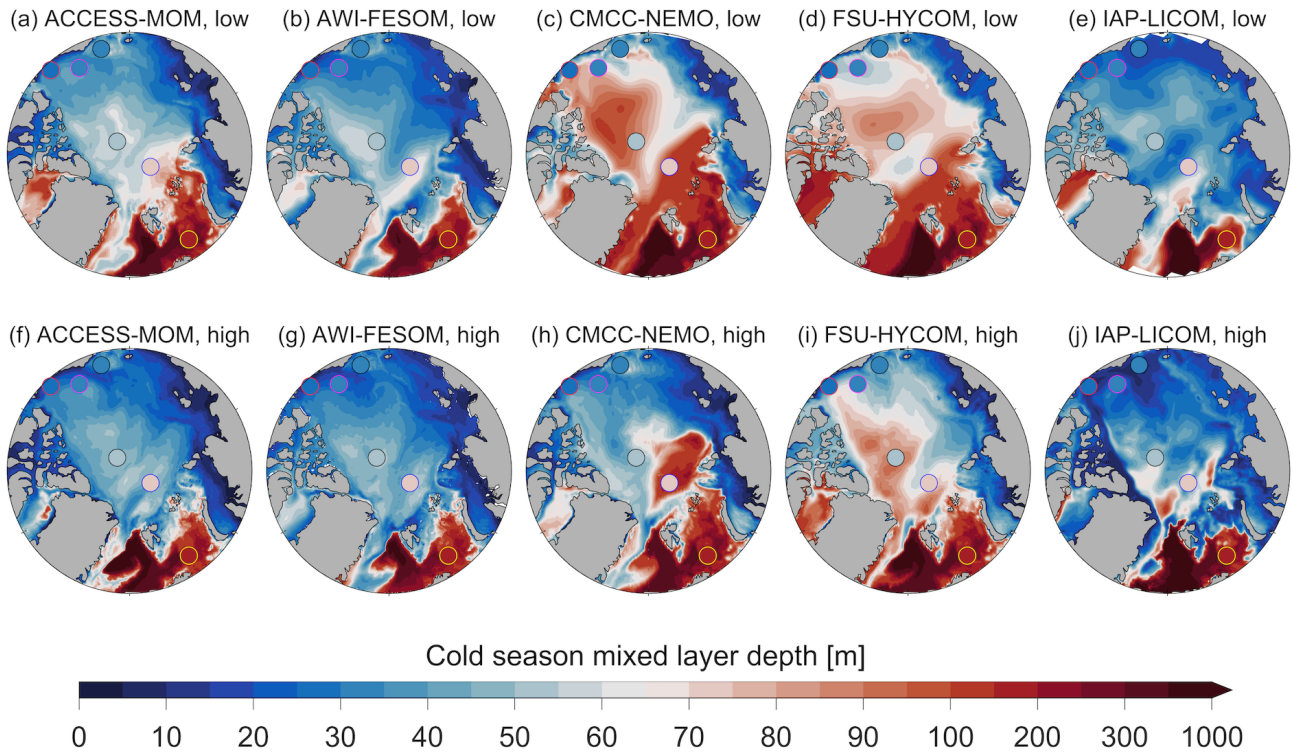 (a) ACCESS-MOM, low
(b) AWI-FESOM, low
(c) CMCC-NEMO, low
(d) FSU-HYCOM, low
(e) IAP-LICOM, low
(f) ACCESS-MOM, high
(g) AWI-FESOM, high
(h) CMCC-NEMO, high
(i) FSU-HYCOM, high
(j) IAP-LICOM, high
Cold season mixed layer depth [m]
0 10 20 30 40 50 60 70 80 90 100 200 300 1000